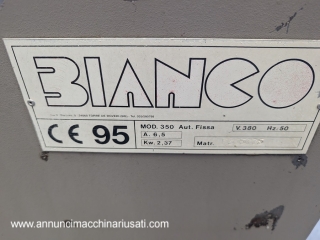 BIANCO
CE 95
MOD. 350 Aut. Fissa
V. 380 Hz. 50
A. 6,5
Kw. 2,37
Matr.
www.annuncimacchinariusati.com